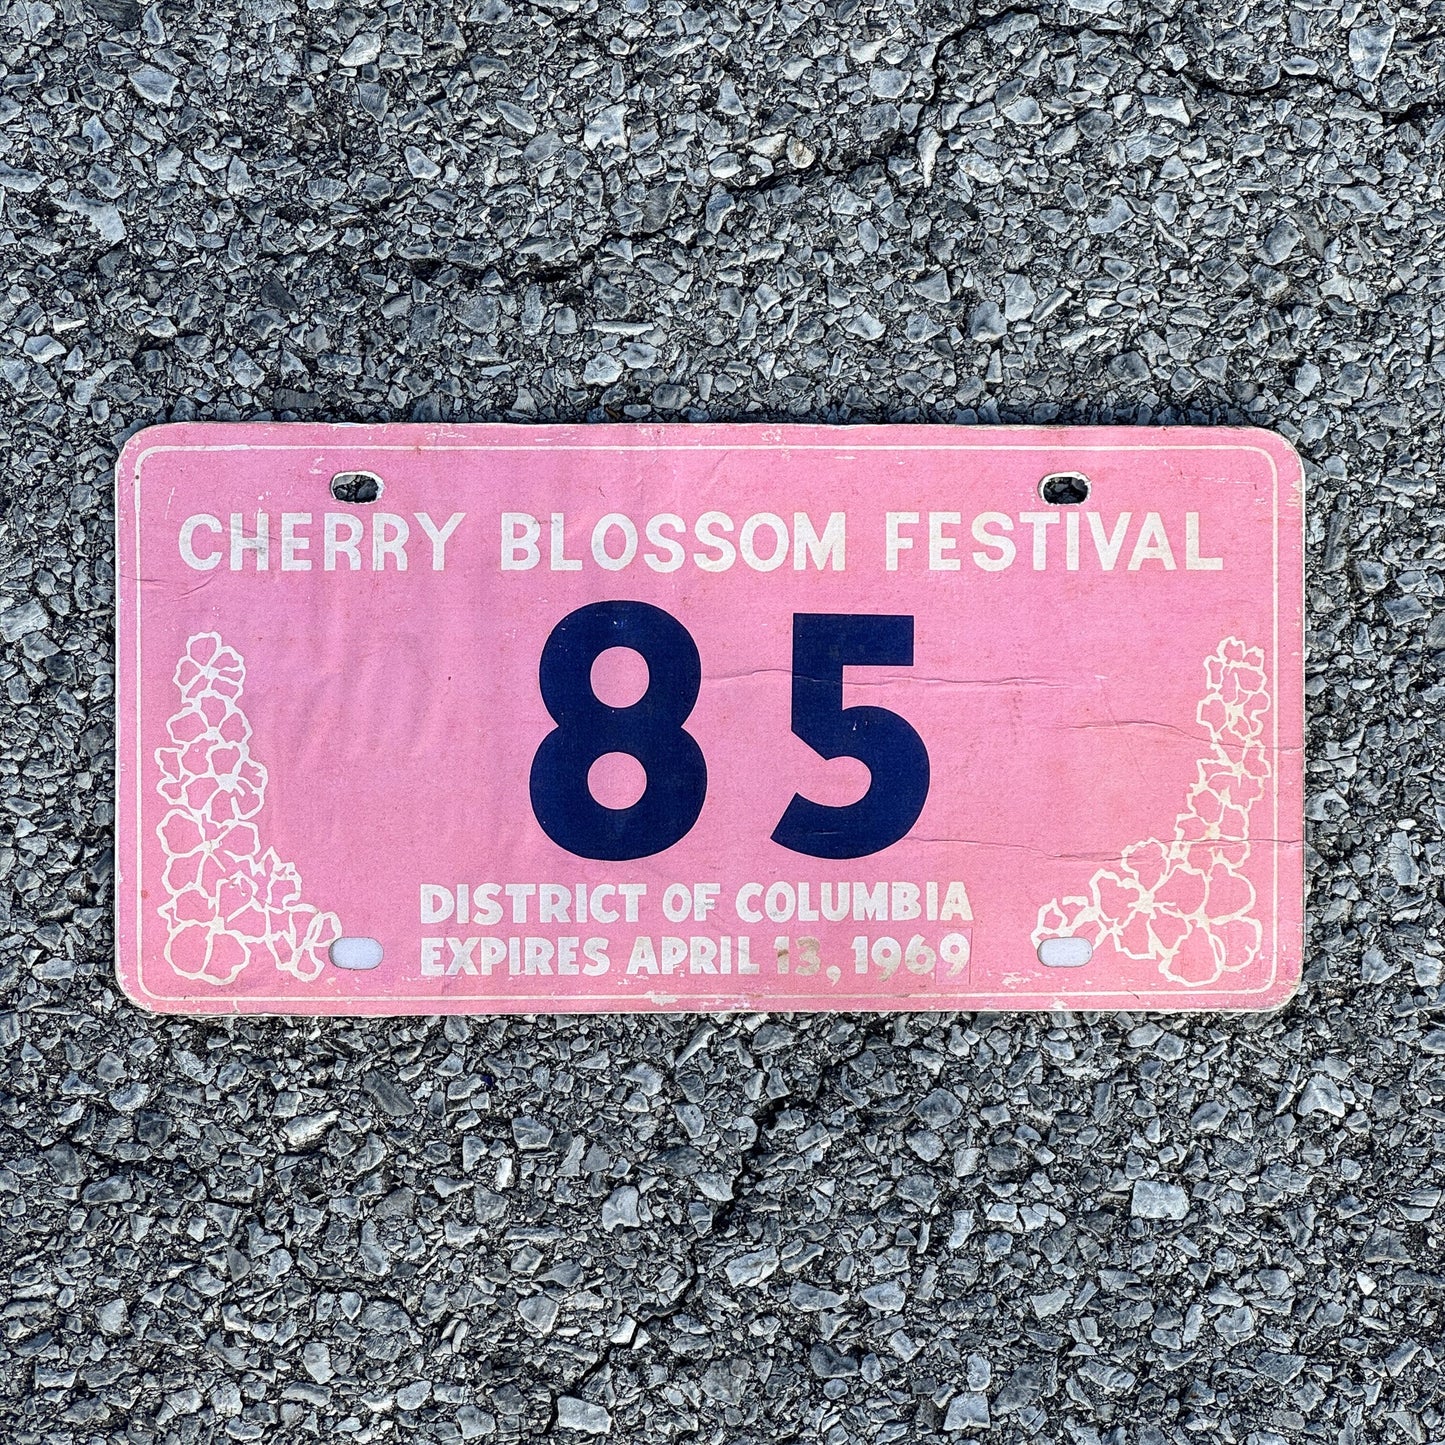 CHERRY BLOSSOM FESTIVAL
85
DISTRICT OF COLUMBIA
EXPIRES APRIL 13, 1969